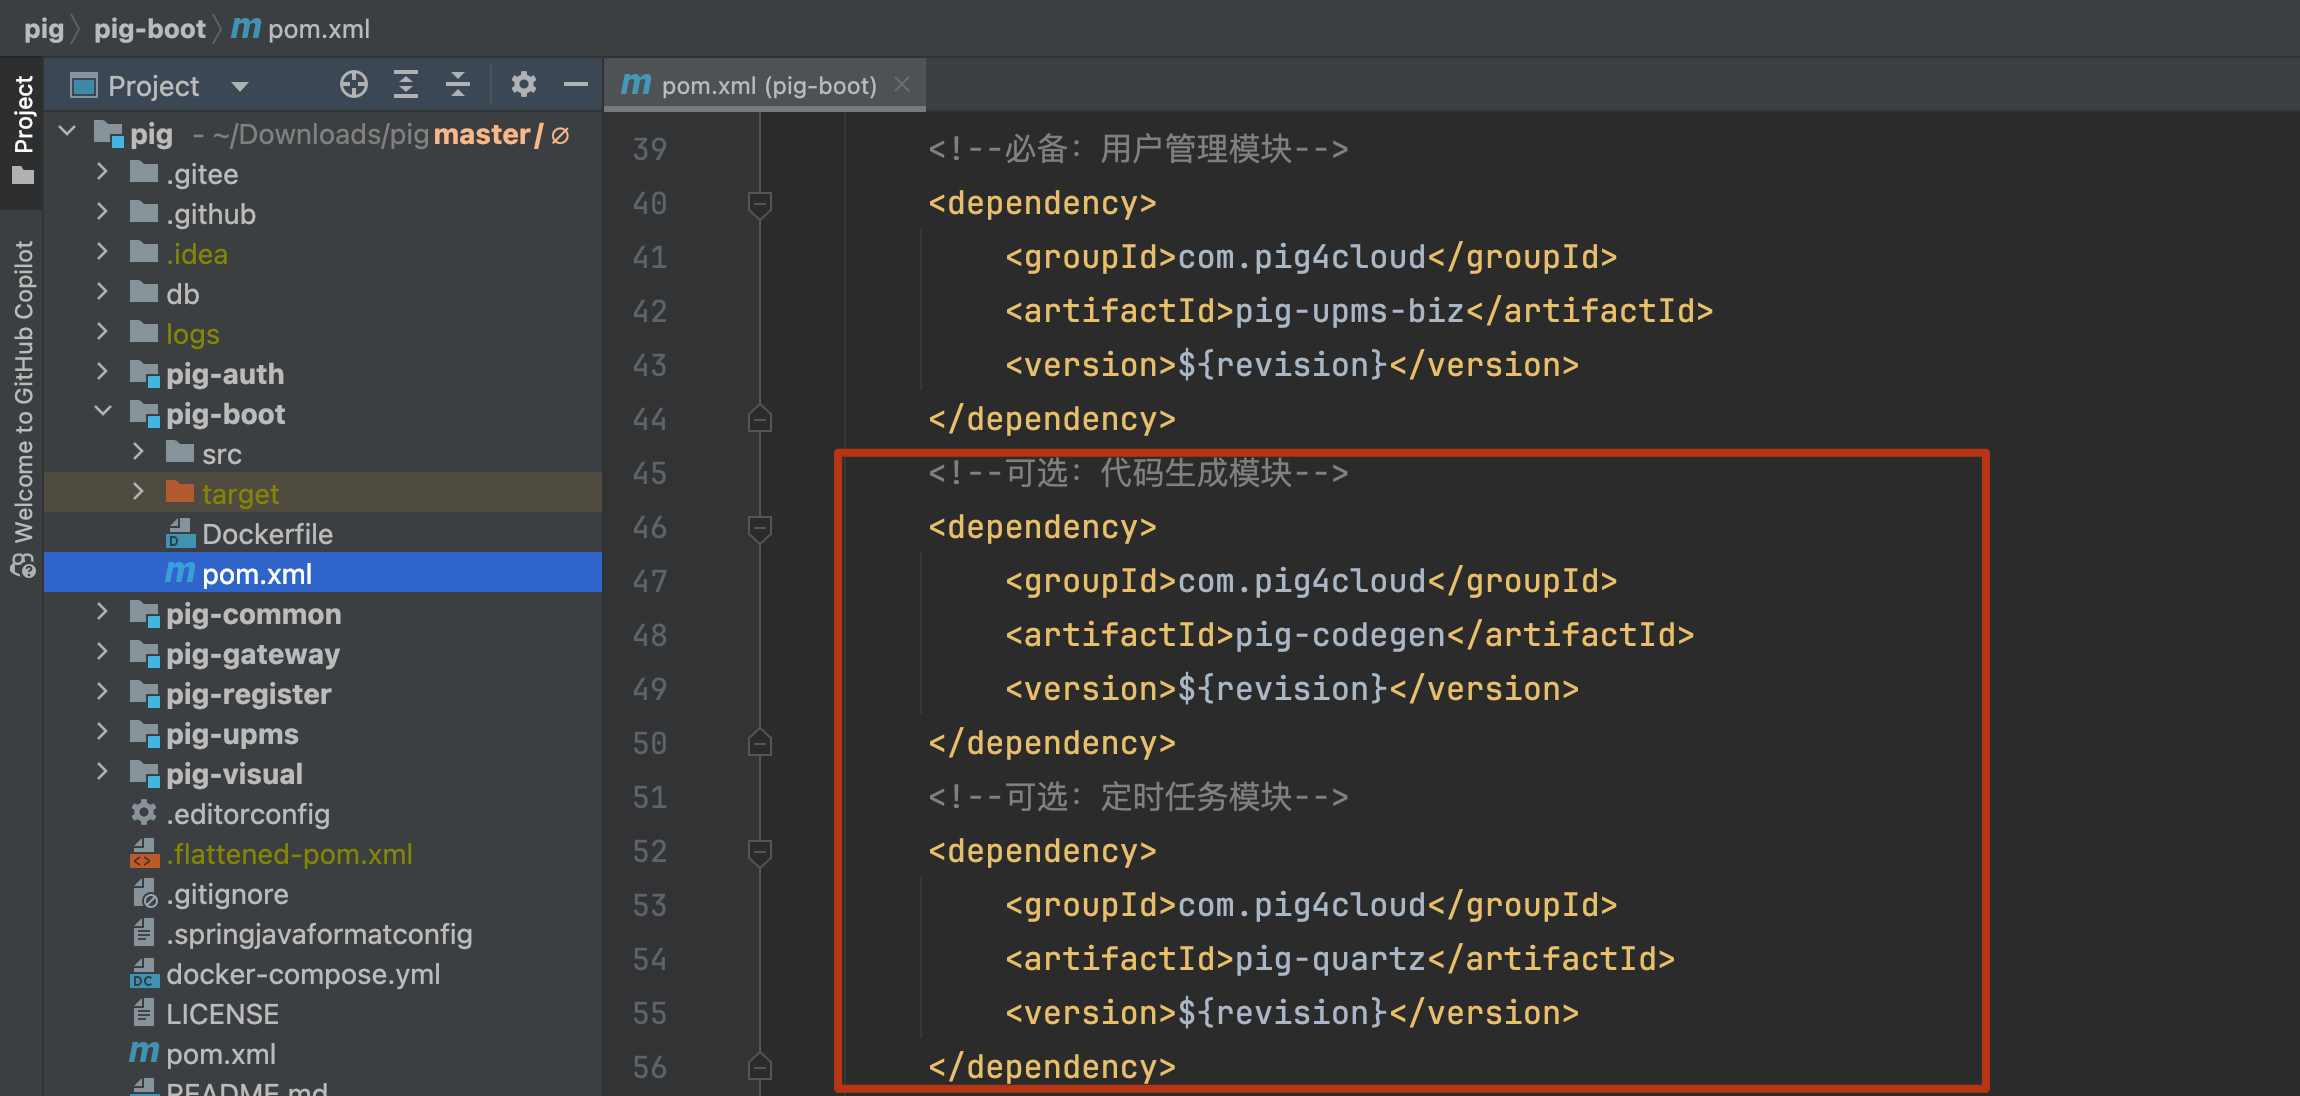 pig pig-boot pom.xml
Project
Welcome to GitHub Copilot
Project
pig - ~/Downloads/pig master / ∅
.gitee
.github
.idea
db
logs
pig-auth
pig-boot
src
target
Dockerfile
pom.xml
pig-common
pig-gateway
pig-register
pig-upms
pig-visual
.editorconfig
.flattened-pom.xml
.gitignore
.springjavaformatconfig
docker-compose.yml
LICENSE
pom.xml
README.md
pom.xml (pig-boot)
39 <!--必备：用户管理模块-->
40 <dependency>
41 <groupId>com.pig4cloud</groupId>
42 <artifactId>pig-upms-biz</artifactId>
43 <version>${revision}</version>
44 </dependency>
45 <!--可选：代码生成模块-->
46 <dependency>
47 <groupId>com.pig4cloud</groupId>
48 <artifactId>pig-codegen</artifactId>
49 <version>${revision}</version>
50 </dependency>
51 <!--可选：定时任务模块-->
52 <dependency>
53 <groupId>com.pig4cloud</groupId>
54 <artifactId>pig-quartz</artifactId>
55 <version>${revision}</version>
56 </dependency>